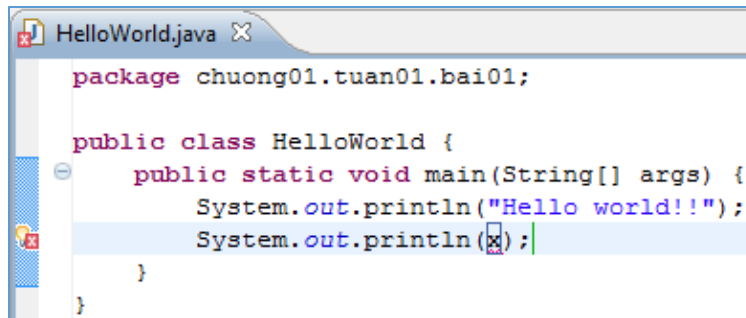 HelloWorld.java
package chuong01.tuan01.bai01;
public class HelloWorld {
public static void main(String[] args) {
System.out.println("Hello world!!");
System.out.println(x);
}
}